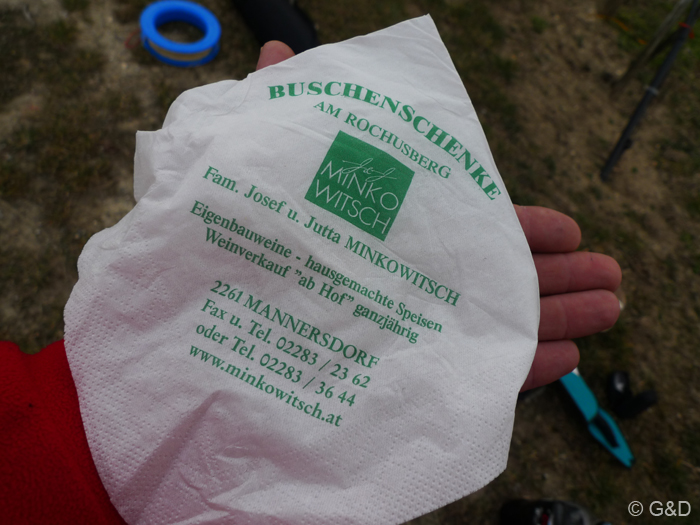 BUSCHENSCHENKE
AM ROCHUSBERG
j&j
MINKO
WITSCH
Fam. Josef u. Jutta MINKOWITSCH
Eigenbauweine - hausgemachte Speisen
Weinverkauf "ab Hof" ganzjährig
2261 MANNERSDORF
Fax u. Tel. 02283 / 23 62
oder Tel. 02283 / 36 44
www.minkowitsch.at
© G&D